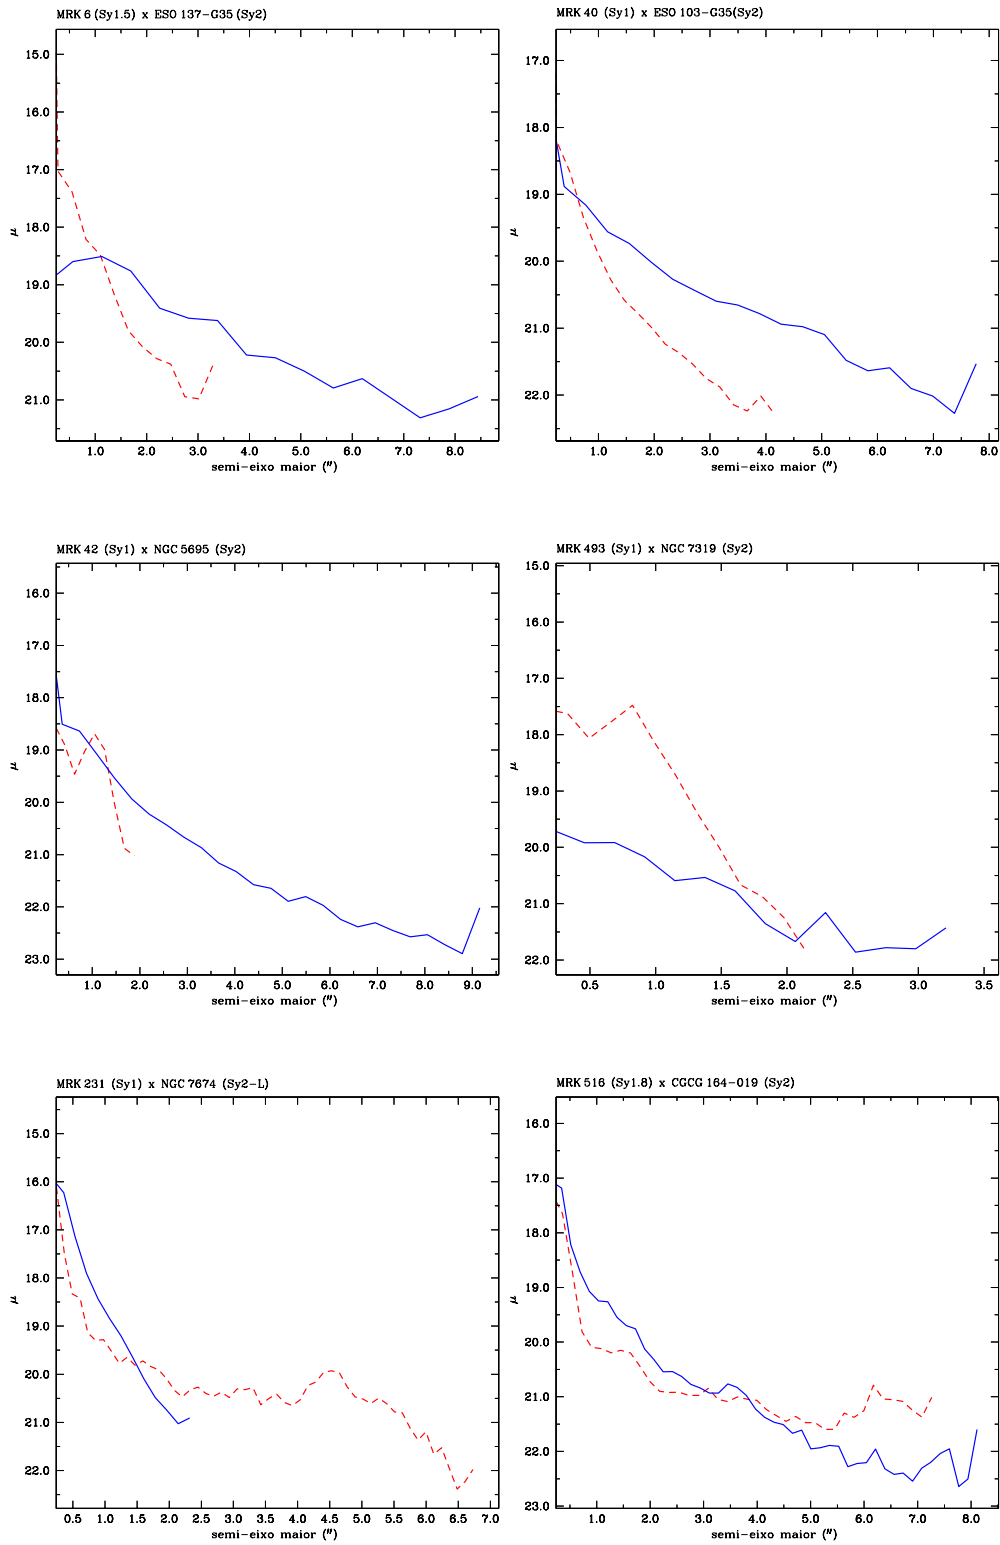 MRK 6 (Sy1.5) x ESO 137-G35 (Sy2)
15.0
16.0
17.0
18.0
19.0
20.0
21.0
μ
1.0 2.0 3.0 4.0 5.0 6.0 7.0 8.0
semi-eixo maior (″)
MRK 40 (Sy1) x ESO 103-G35(Sy2)
17.0
18.0
19.0
20.0
21.0
22.0
μ
1.0 2.0 3.0 4.0 5.0 6.0 7.0 8.0
semi-eixo maior (″)
MRK 42 (Sy1) x NGC 5695 (Sy2)
16.0
17.0
18.0
19.0
20.0
21.0
22.0
23.0
μ
1.0 2.0 3.0 4.0 5.0 6.0 7.0 8.0 9.0
semi-eixo maior (″)
MRK 493 (Sy1) x NGC 7319 (Sy2)
15.0
16.0
17.0
18.0
19.0
20.0
21.0
22.0
μ
0.5 1.0 1.5 2.0 2.5 3.0 3.5
semi-eixo maior (″)
MRK 231 (Sy1) x NGC 7674 (Sy2-L)
15.0
16.0
17.0
18.0
19.0
20.0
21.0
22.0
μ
0.5 1.0 1.5 2.0 2.5 3.0 3.5 4.0 4.5 5.0 5.5 6.0 6.5 7.0
semi-eixo maior (″)
MRK 516 (Sy1.8) x CGCG 164-019 (Sy2)
16.0
17.0
18.0
19.0
20.0
21.0
22.0
23.0
μ
1.0 2.0 3.0 4.0 5.0 6.0 7.0 8.0
semi-eixo maior (″)